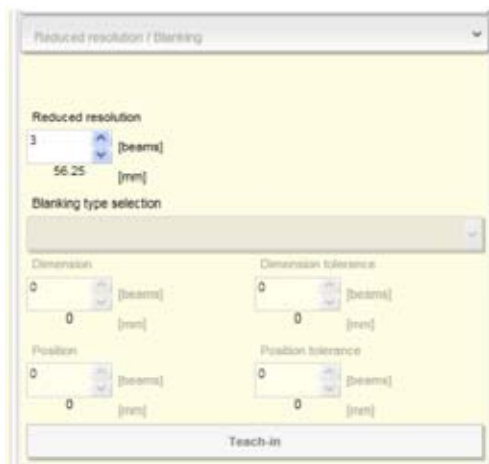 Reduced resolution / Blanking
Reduced resolution
3 [beams]
56.25 [mm]
Blanking type selection
Dimension Dimension tolerance
0 [beams] 0 [beams]
0 [mm] 0 [mm]
Position Position tolerance
0 [beams] 0 [beams]
0 [mm] 0 [mm]
Teach-in